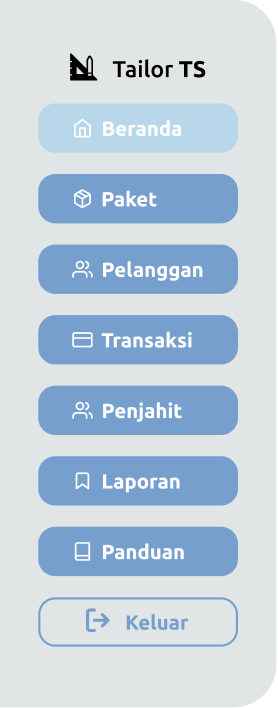 Tailor TS
Beranda
Paket
Pelanggan
Transaksi
Penjahit
Laporan
Panduan
Keluar